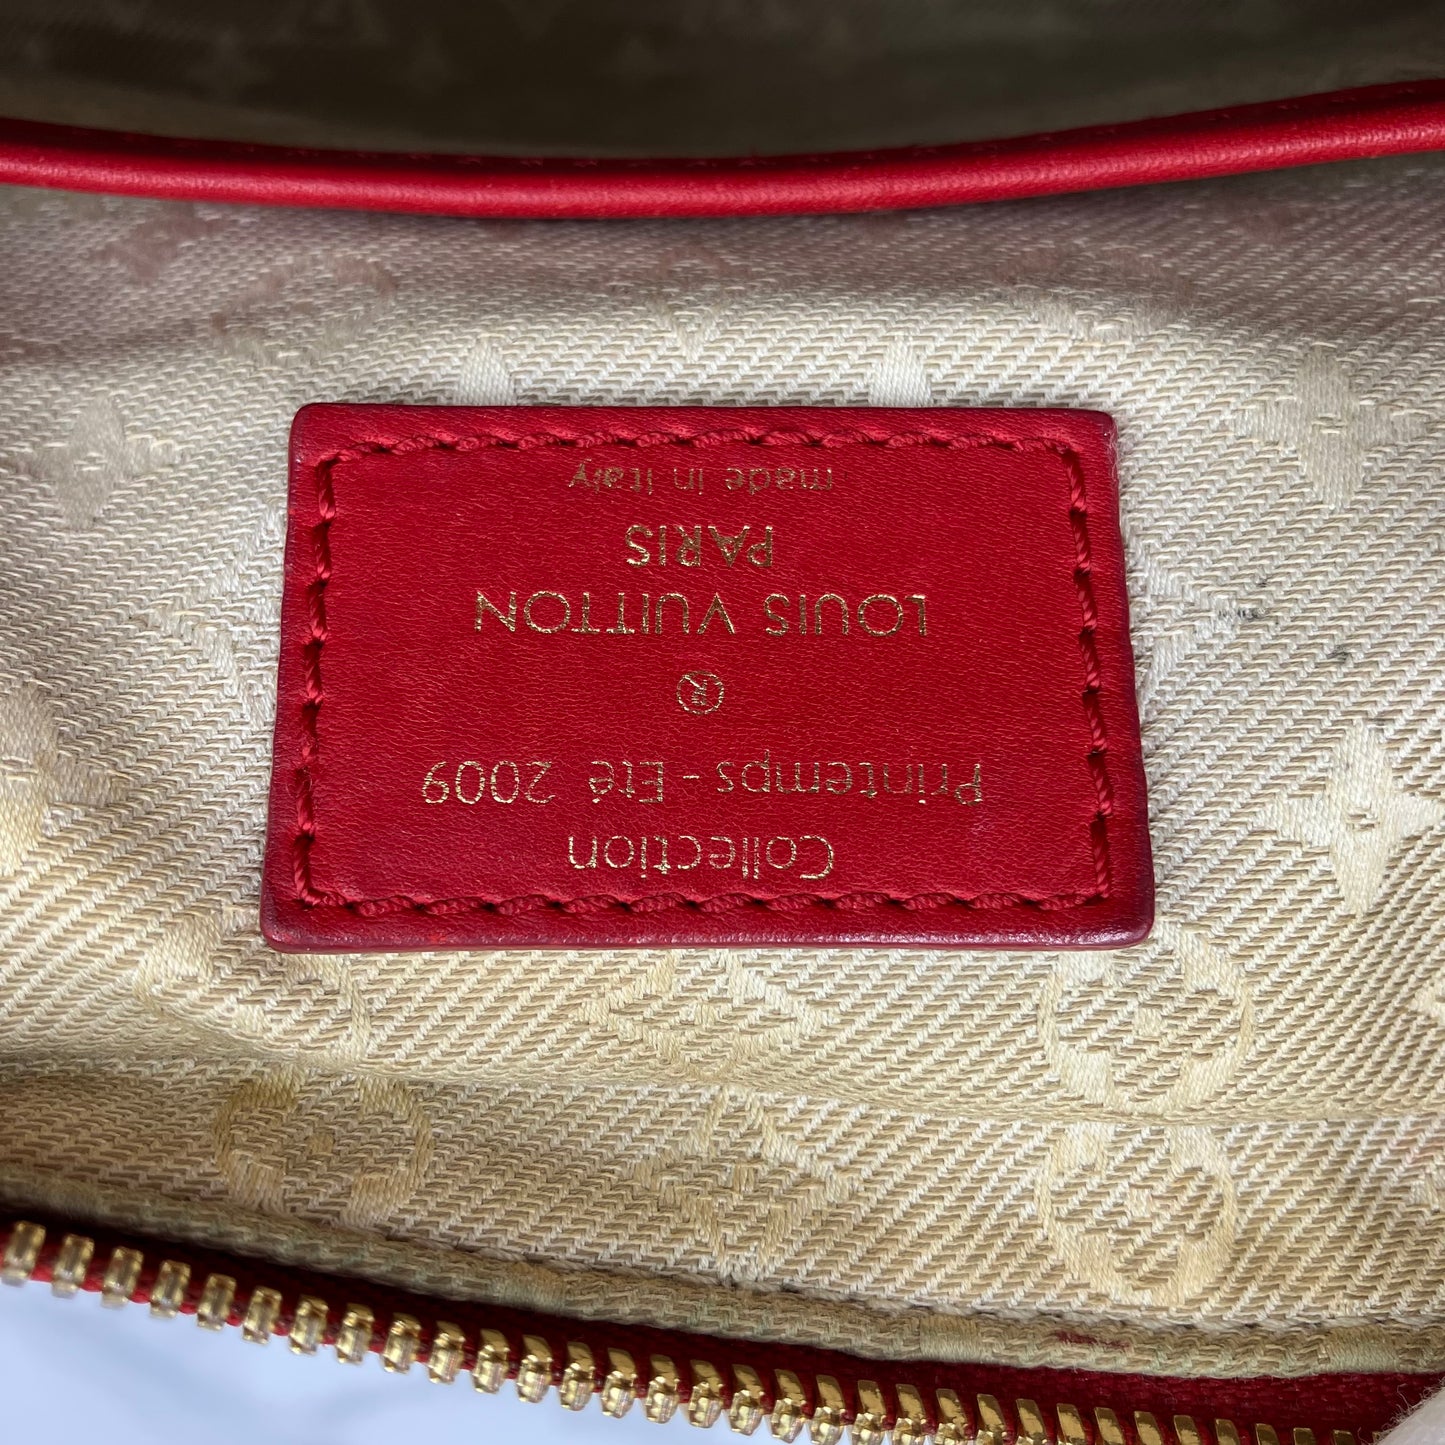 Collection
Printemps - Eté 2009
®
LOUIS VUITTON
PARIS
made in Italy